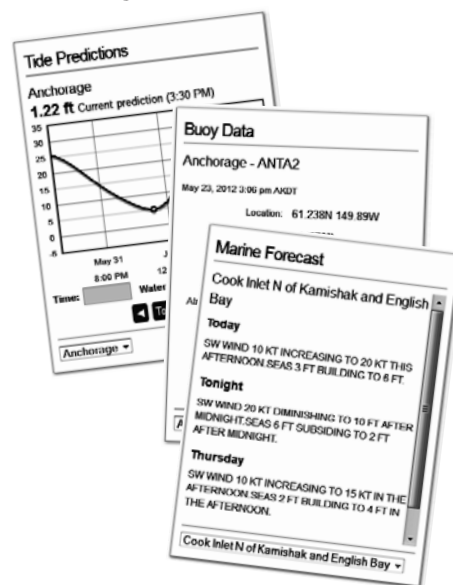 Tide Predictions
Anchorage
1.22 ft Current prediction (3:30 PM)
35
30
25
20
15
10
5
0
-5
May 31
8:00 PM
12
Time:
Water
To
Anchorage
Buoy Data
Anchorage - ANTA2
May 23, 2012 3:06 pm AKDT
Location: 61.238N 149.89W
Marine Forecast
Cook Inlet N of Kamishak and English
Bay
Today
SW WIND 10 KT INCREASING TO 20 KT THIS
AFTERNOON.SEAS 3 FT BUILDING TO 6 FT.
Tonight
SW WIND 20 KT DIMINISHING TO 10 FT AFTER
MIDNIGHT.SEAS 6 FT SUBSIDING TO 2 FT
AFTER MIDNIGHT.
Thursday
SW WIND 10 KT INCREASING TO 15 KT IN THE
AFTERNOON.SEAS 2 FT BUILDING TO 4 FT IN
THE AFTERNOON.
Cook Inlet N of Kamishak and English Bay